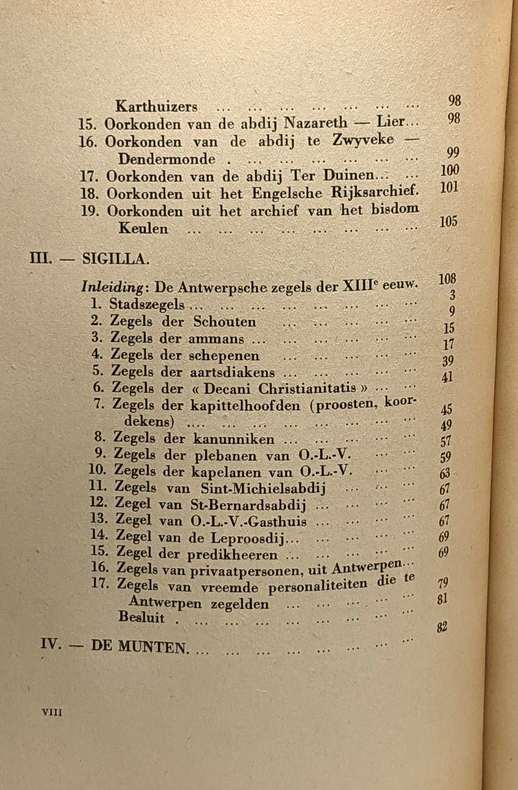 Karthuizers ... ... ... ... ... ... ... 98
15. Oorkonden van de abdij Nazareth — Lier... 98
16. Oorkonden van de abdij te Zwyveke —
Dendermonde . ... ... ... ... ... ... 99
17. Oorkonden van de abdij Ter Duinen... ... 100
18. Oorkonden uit het Engelsche Rijksarchief. 101
19. Oorkonden uit het archief van het bisdom
Keulen ... ... ... ... ... ... ... ... 105
III. — SIGILLA.
Inleiding: De Antwerpsche zegels der XIIIe eeuw. 108
1. Stadszegels ... ... ... ... ... ... ... ... 3
2. Zegels der Schouten ... ... ... ... ... 9
3. Zegels der ammans ... ... ... ... ... ... 15
4. Zegels der schepenen ... ... ... ... ... 17
5. Zegels der aartsdiakens ... ... ... ... ... 39
6. Zegels der « Decani Christianitatis » ... ... 41
7. Zegels der kapittelhoofden (proosten, koor-
dekens) .... ... ... ... ... ... ... ... 45
8. Zegels der kanunniken ... ... ... ... ... 49
9. Zegels der plebanen van O.-L.-V. ... ... 57
10. Zegels der kapelanen van O.-L.-V. ... ... 59
11. Zegels van Sint-Michielsabdij ... ... ... 63
12. Zegel van St-Bernardsabdij ... ... ... ... 67
13. Zegel van O.-L.-V.-Gasthuis ... ... ... ... 67
14. Zegel van de Leproosdij... ... ... ... ... 67
15. Zegel der predikheeren ... ... ... ... ... 69
16. Zegels van privaatpersonen, uit Antwerpen... 69
17. Zegels van vreemde personaliteiten die te
Antwerpen zegelden ... ... ... ... ... 79
Besluit . ... ... ... ... ... ... ... ... 81
IV. — DE MUNTEN. ... ... ... ... ... ... ... ... 82
VIII